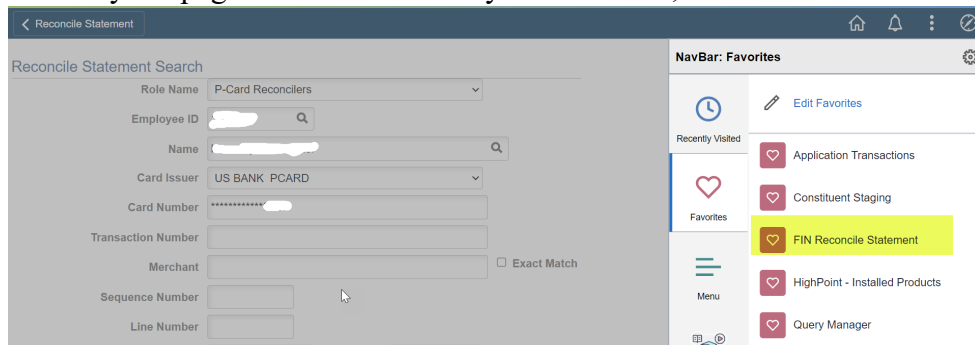 Reconcile Statement
Reconcile Statement Search
Role Name P-Card Reconcilers
Employee ID
Name
Card Issuer US BANK PCARD
Card Number ************
Transaction Number
Merchant
Exact Match
Sequence Number
Line Number
NavBar: Favorites
Recently Visited
Favorites
Menu
Edit Favorites
Application Transactions
Constituent Staging
FIN Reconcile Statement
HighPoint - Installed Products
Query Manager